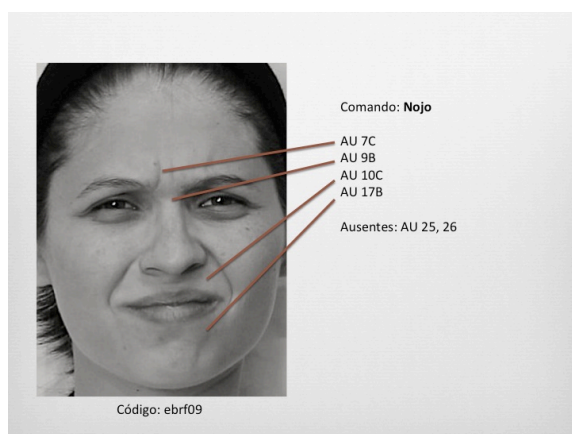 Comando: Nojo
AU 7C
AU 9B
AU 10C
AU 17B
Ausentes: AU 25, 26
Código: ebrf09